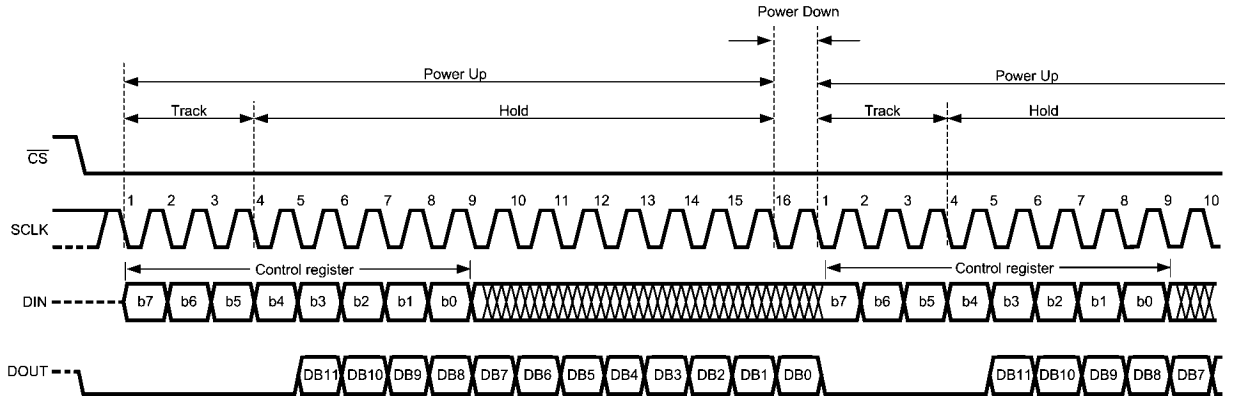 Power Down
Power Up Power Up
Track Hold Track Hold
CS
1 2 3 4 5 6 7 8 9 10 11 12 13 14 15 16 1 2 3 4 5 6 7 8 9 10
SCLK
Control register Control register
DIN b7 b6 b5 b4 b3 b2 b1 b0 b7 b6 b5 b4 b3 b2 b1 b0
DOUT DB11 DB10 DB9 DB8 DB7 DB6 DB5 DB4 DB3 DB2 DB1 DB0 DB11 DB10 DB9 DB8 DB7